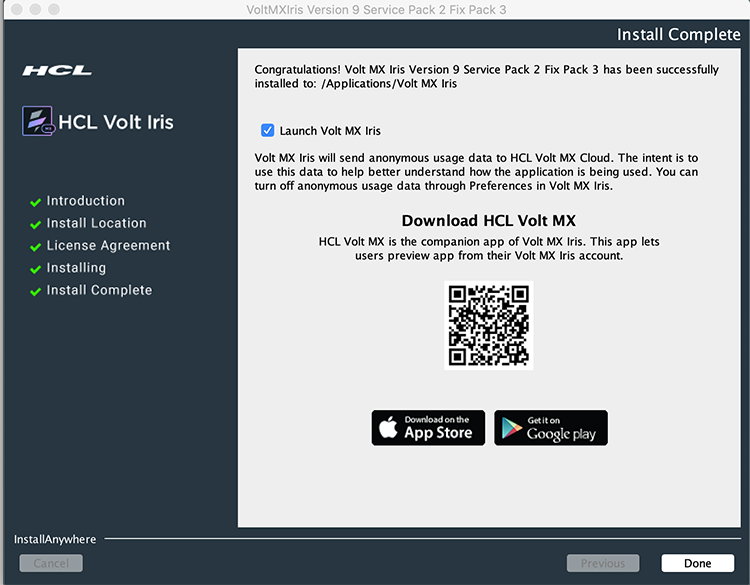 VoltMXIris Version 9 Service Pack 2 Fix Pack 3
Install Complete
HCL
HCL Volt Iris
Introduction
Install Location
License Agreement
Installing
Install Complete
Congratulations! Volt MX Iris Version 9 Service Pack 2 Fix Pack 3 has been successfully
installed to: /Applications/Volt MX Iris
Launch Volt MX Iris
Volt MX Iris will send anonymous usage data to HCL Volt MX Cloud. The intent is to
use this data to help better understand how the application is being used. You can
turn off anonymous usage data through Preferences in Volt MX Iris.
Download HCL Volt MX
HCL Volt MX is the companion app of Volt MX Iris. This app lets
users preview app from their Volt MX Iris account.
Download on the
App Store
Get it on
Google play
InstallAnywhere
Cancel
Previous
Done